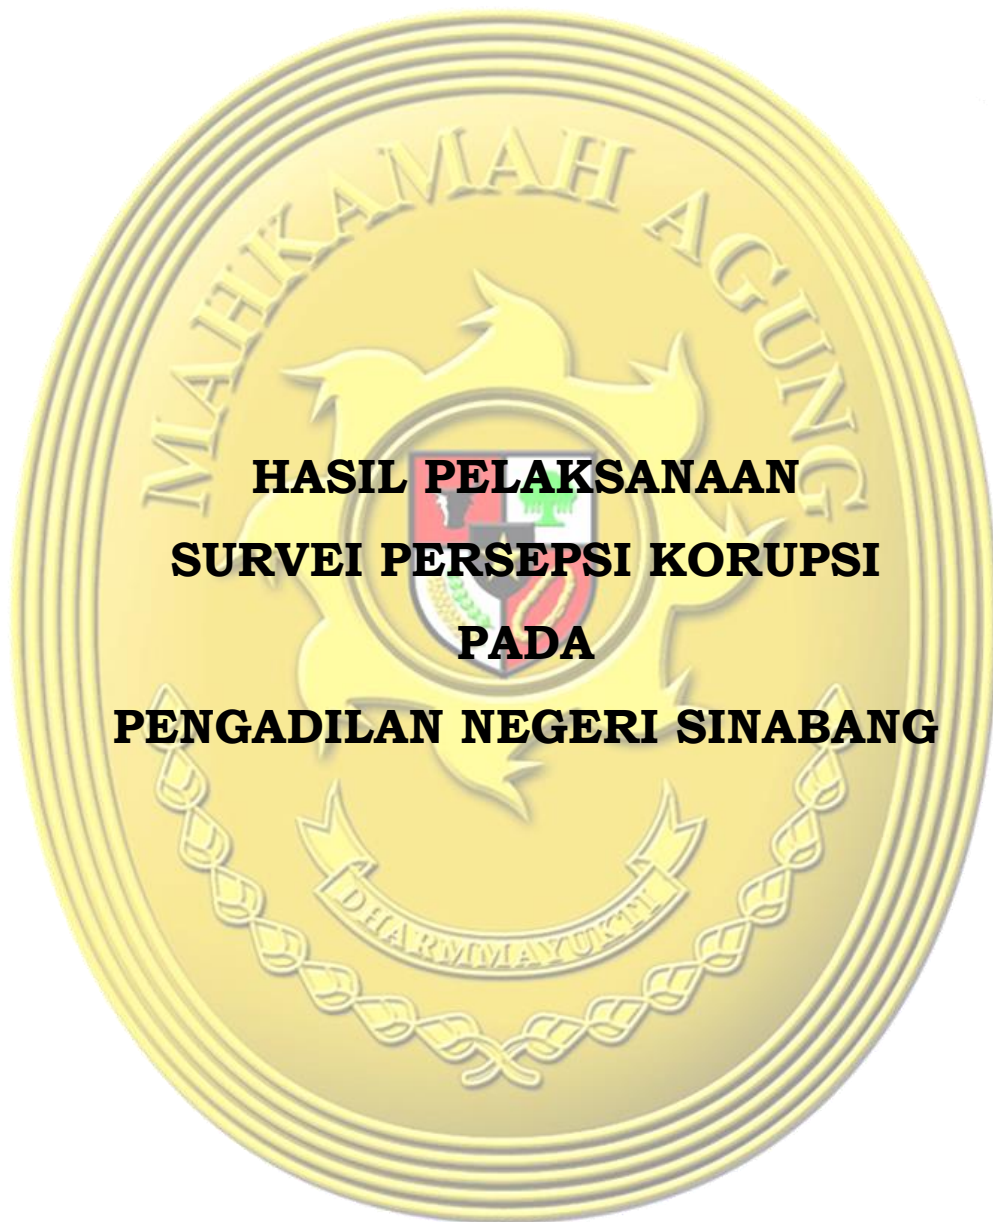 MAHKAMAH AGUNG
HASIL PELAKSANAAN
SURVEI PERSEPSI KORUPSI
PADA
PENGADILAN NEGERI SINABANG
DHARMMAYUKTI